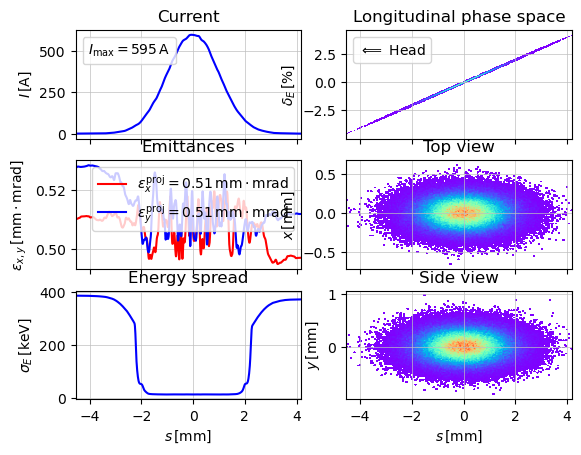 Current
Longitudinal phase space
I_max = 595 A
⟸ Head
500
250
0
I [A]
2.5
0.0
−2.5
δ_E [%]
Emittances
Top view
ε_x^proj = 0.51 mm · mrad
ε_y^proj = 0.51 mm · mrad
0.52
0.50
ε_x,y [mm · mrad]
0.5
0.0
−0.5
x [mm]
Energy spread
Side view
400
200
0
σ_E [keV]
1
0
y [mm]
−4 −2 0 2 4
−4 −2 0 2 4
s [mm]
s [mm]